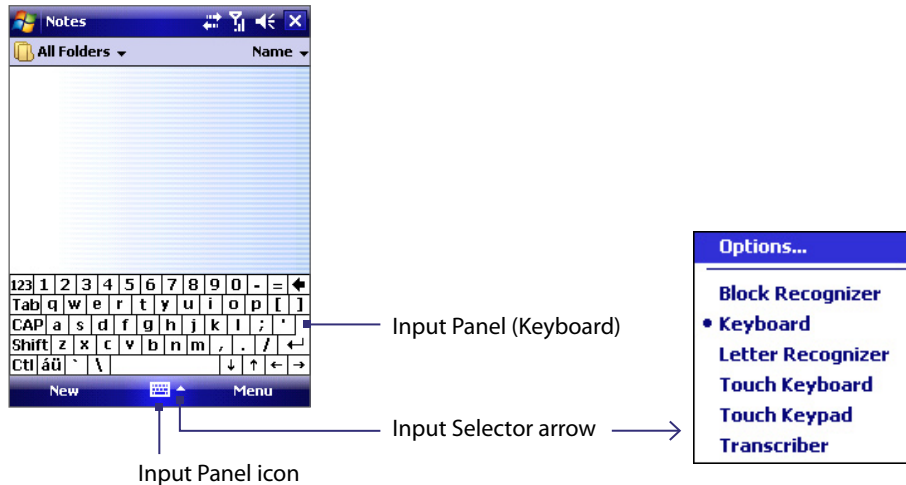 Notes
All Folders Name
123 1 2 3 4 5 6 7 8 9 0 - =
Tab q w e r t y u i o p [ ]
CAP a s d f g h j k l ; '
Shift z x c v b n m , . /
Ctl áü ` \ ↓ ↑ ← →
New Menu
Input Panel (Keyboard)
Input Selector arrow
Input Panel icon
Options...
Block Recognizer
Keyboard
Letter Recognizer
Touch Keyboard
Touch Keypad
Transcriber